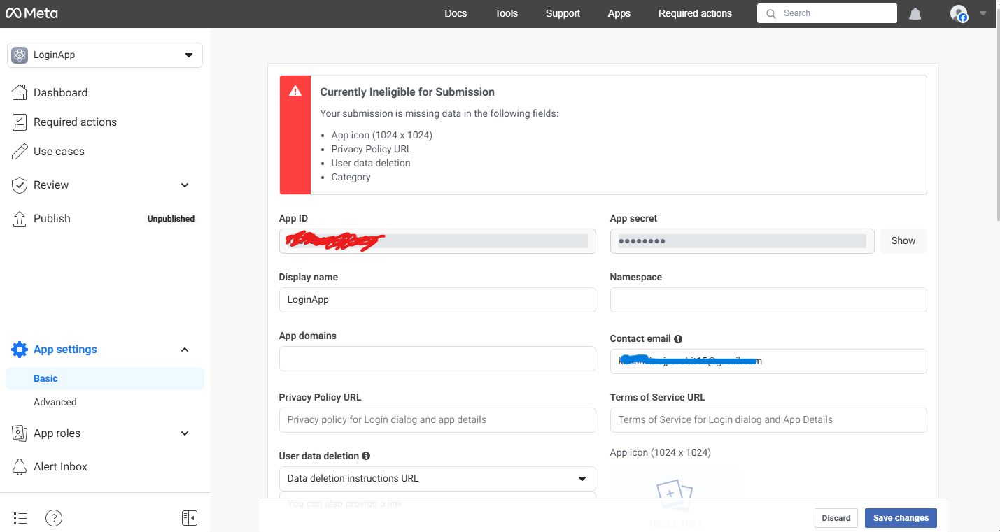 Meta
Docs Tools Support Apps Required actions Search
LoginApp
Dashboard
Required actions
Use cases
Review
Publish Unpublished
App settings
Basic
Advanced
App roles
Alert Inbox
Currently Ineligible for Submission
Your submission is missing data in the following fields:
App icon (1024 x 1024)
Privacy Policy URL
User data deletion
Category
App ID
App secret
●●●●●●●● Show
Display name
LoginApp
Namespace
App domains
Contact email
Privacy Policy URL
Privacy policy for Login dialog and app details
Terms of Service URL
Terms of Service for Login dialog and App Details
User data deletion
Data deletion instructions URL
You can also provide a link
App icon (1024 x 1024)
1024 x 1024
Discard Save changes